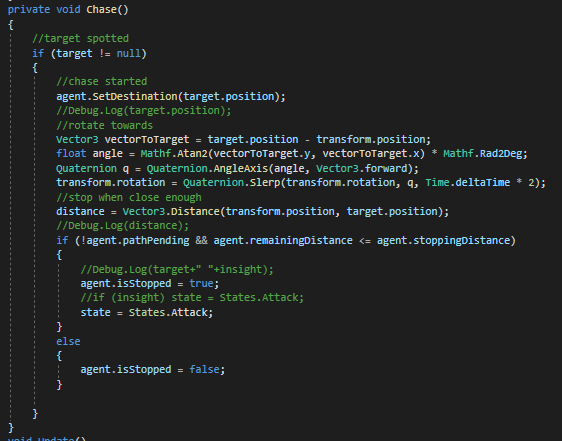 private void Chase()
{
//target spotted
if (target != null)
{
//chase started
agent.SetDestination(target.position);
//Debug.Log(target.position);
//rotate towards
Vector3 vectorToTarget = target.position - transform.position;
float angle = Mathf.Atan2(vectorToTarget.y, vectorToTarget.x) * Mathf.Rad2Deg;
Quaternion q = Quaternion.AngleAxis(angle, Vector3.forward);
transform.rotation = Quaternion.Slerp(transform.rotation, q, Time.deltaTime * 2);
//stop when close enough
distance = Vector3.Distance(transform.position, target.position);
//Debug.Log(distance);
if (!agent.pathPending && agent.remainingDistance <= agent.stoppingDistance)
{
//Debug.Log(target+" "+insight);
agent.isStopped = true;
//if (insight) state = States.Attack;
state = States.Attack;
}
else
{
agent.isStopped = false;
}
}
}
void Update()